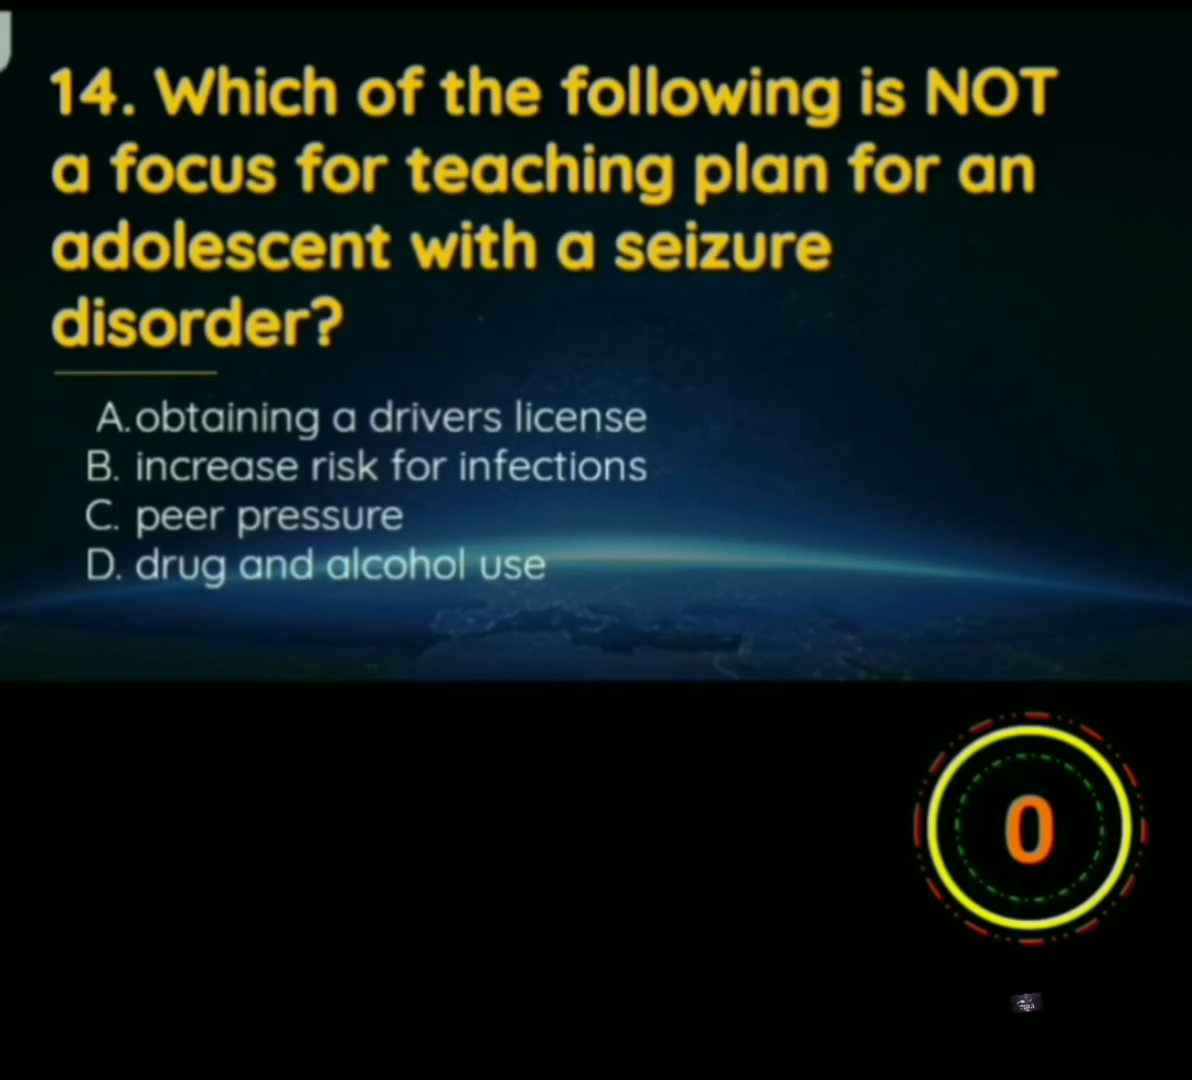 14. Which of the following is NOT
a focus for teaching plan for an
adolescent with a seizure
disorder?
A. obtaining a drivers license
B. increase risk for infections
C. peer pressure
D. drug and alcohol use
0